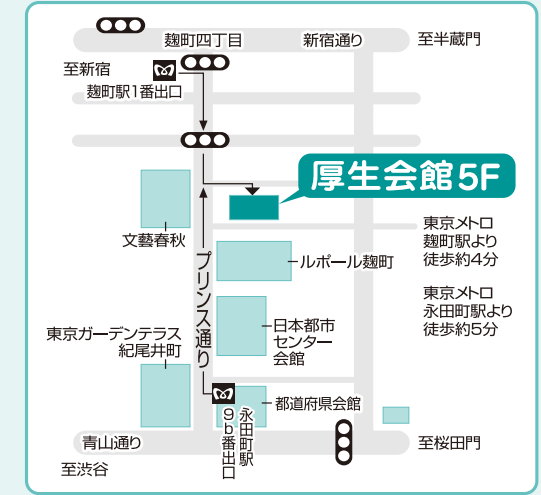 麹町四丁目
新宿通り
至半蔵門
至新宿
麹町駅1番出口
厚生会館5F
文藝春秋
東京メトロ
麹町駅より
徒歩約4分
ルポール麹町
プリンス通り
東京メトロ
永田町駅より
徒歩約5分
日本都市
センター
会館
東京ガーデンテラス
紀尾井町
都道府県会館
永田町駅
9b番出口
青山通り
至桜田門
至渋谷